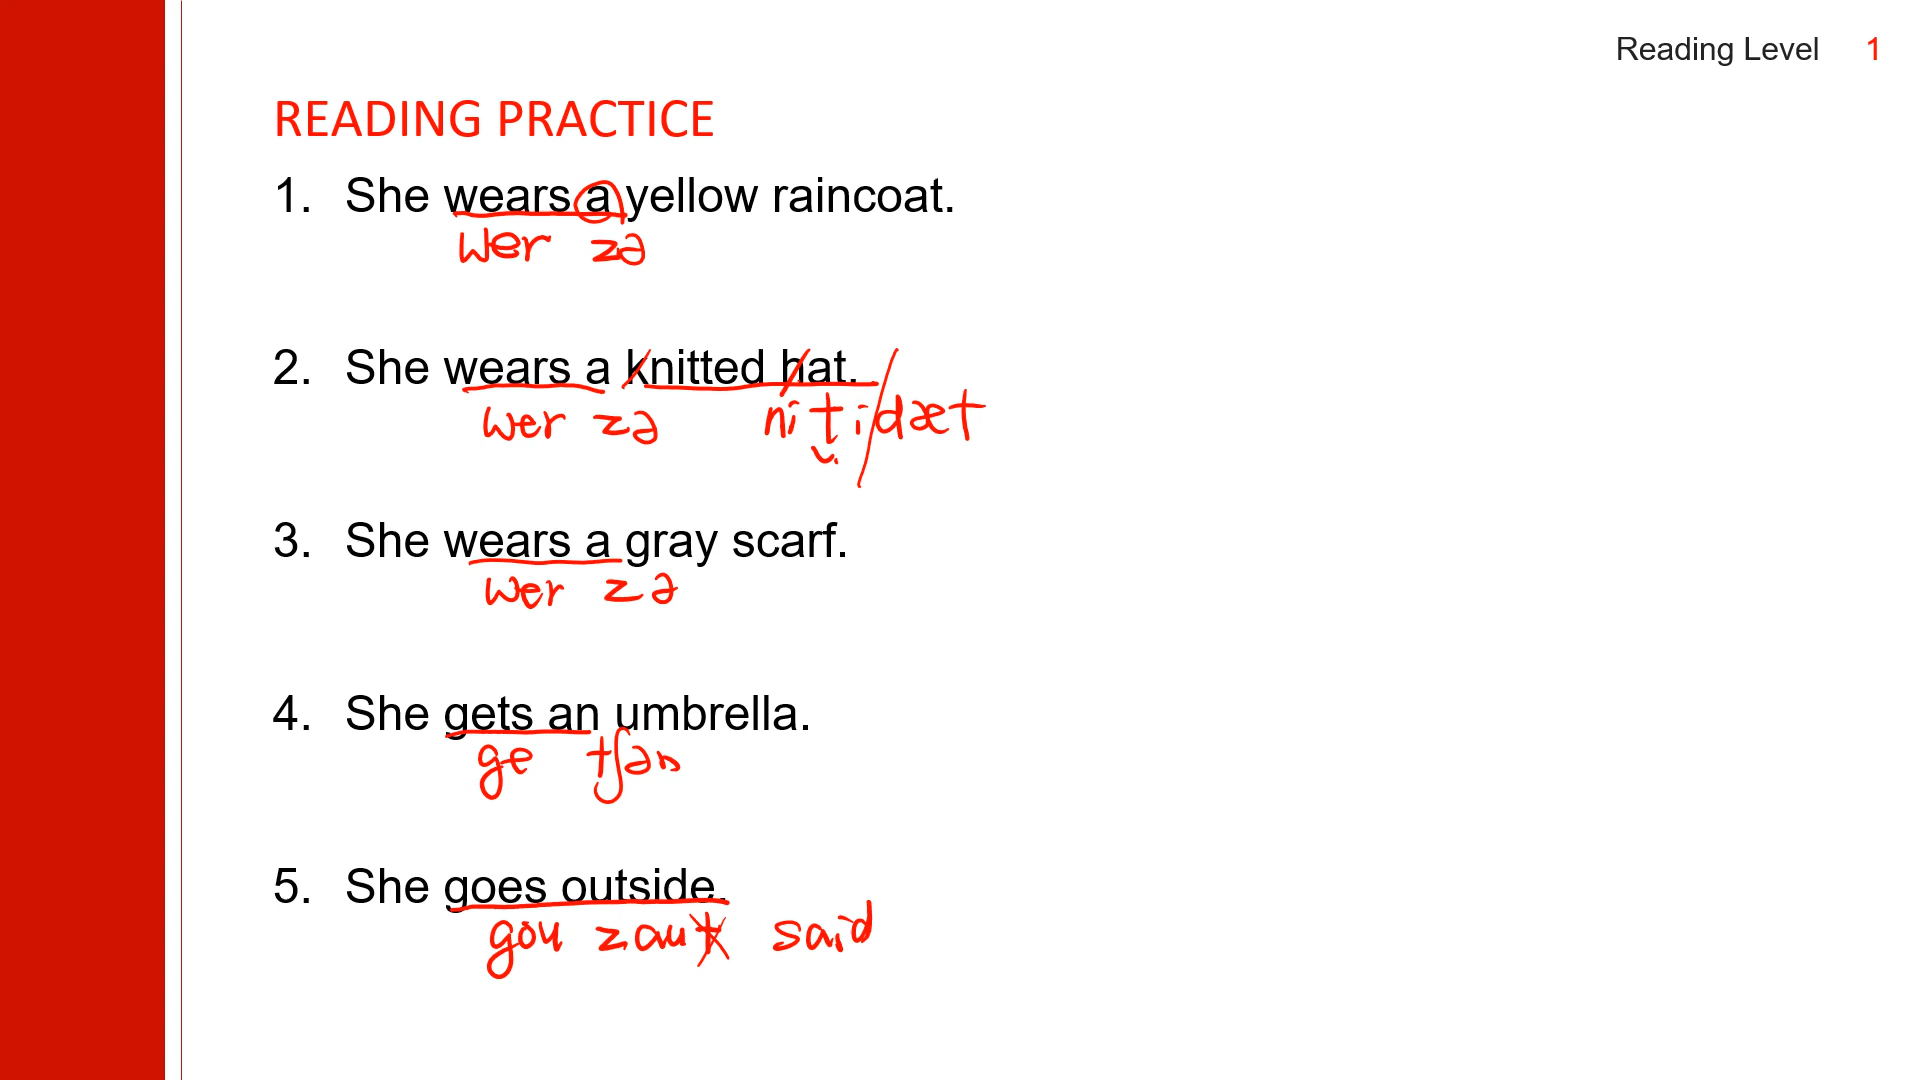 Reading Level 1
READING PRACTICE
1. She wears a yellow raincoat.
wer zə
2. She wears a knitted hat.
wer zə niti/dæt
3. She wears a gray scarf.
wer zə
4. She gets an umbrella.
ge tʃən
5. She goes outside.
gou zaut said